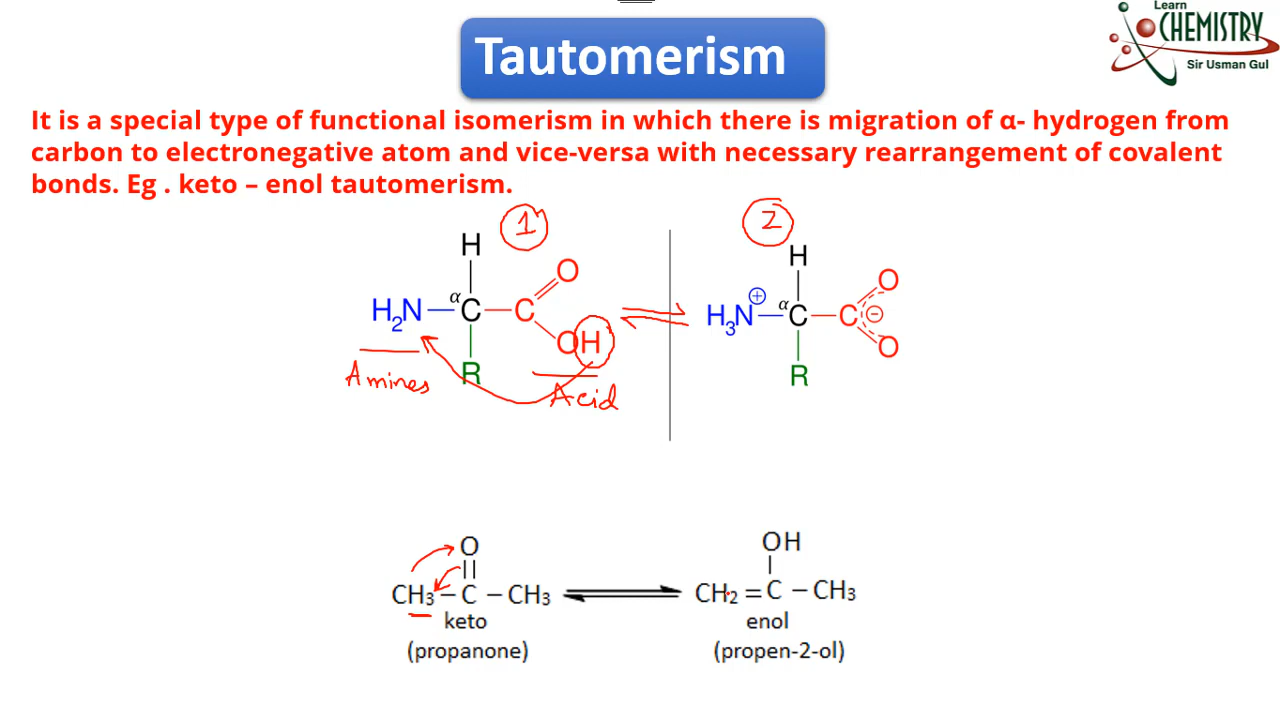 Learn
CHEMISTRY
Sir Usman Gul
Tautomerism
It is a special type of functional isomerism in which there is migration of α- hydrogen from
carbon to electronegative atom and vice-versa with necessary rearrangement of covalent
bonds. Eg . keto – enol tautomerism.
1 2
H H
O O
H₂N α C C H₃N⊕ α C C ⊖
OH O
R R
Amines Acid
O OH
CH₃ – C – CH₃ CH₂ = C – CH₃
keto enol
(propanone) (propen-2-ol)